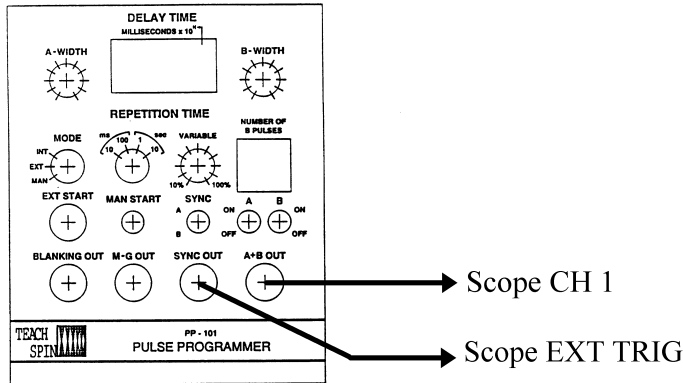 DELAY TIME
MILLISECONDS x 10ᴺ
A-WIDTH
B-WIDTH
REPETITION TIME
MODE
INT
EXT
MAN
ms
100
1
sec
10
10
VARIABLE
10%
100%
NUMBER OF
B PULSES
EXT START
MAN START
SYNC
A
B
A
B
ON
OFF
ON
OFF
BLANKING OUT
M-G OUT
SYNC OUT
A+B OUT
Scope CH 1
Scope EXT TRIG
TEACH
SPIN
PP - 101
PULSE PROGRAMMER